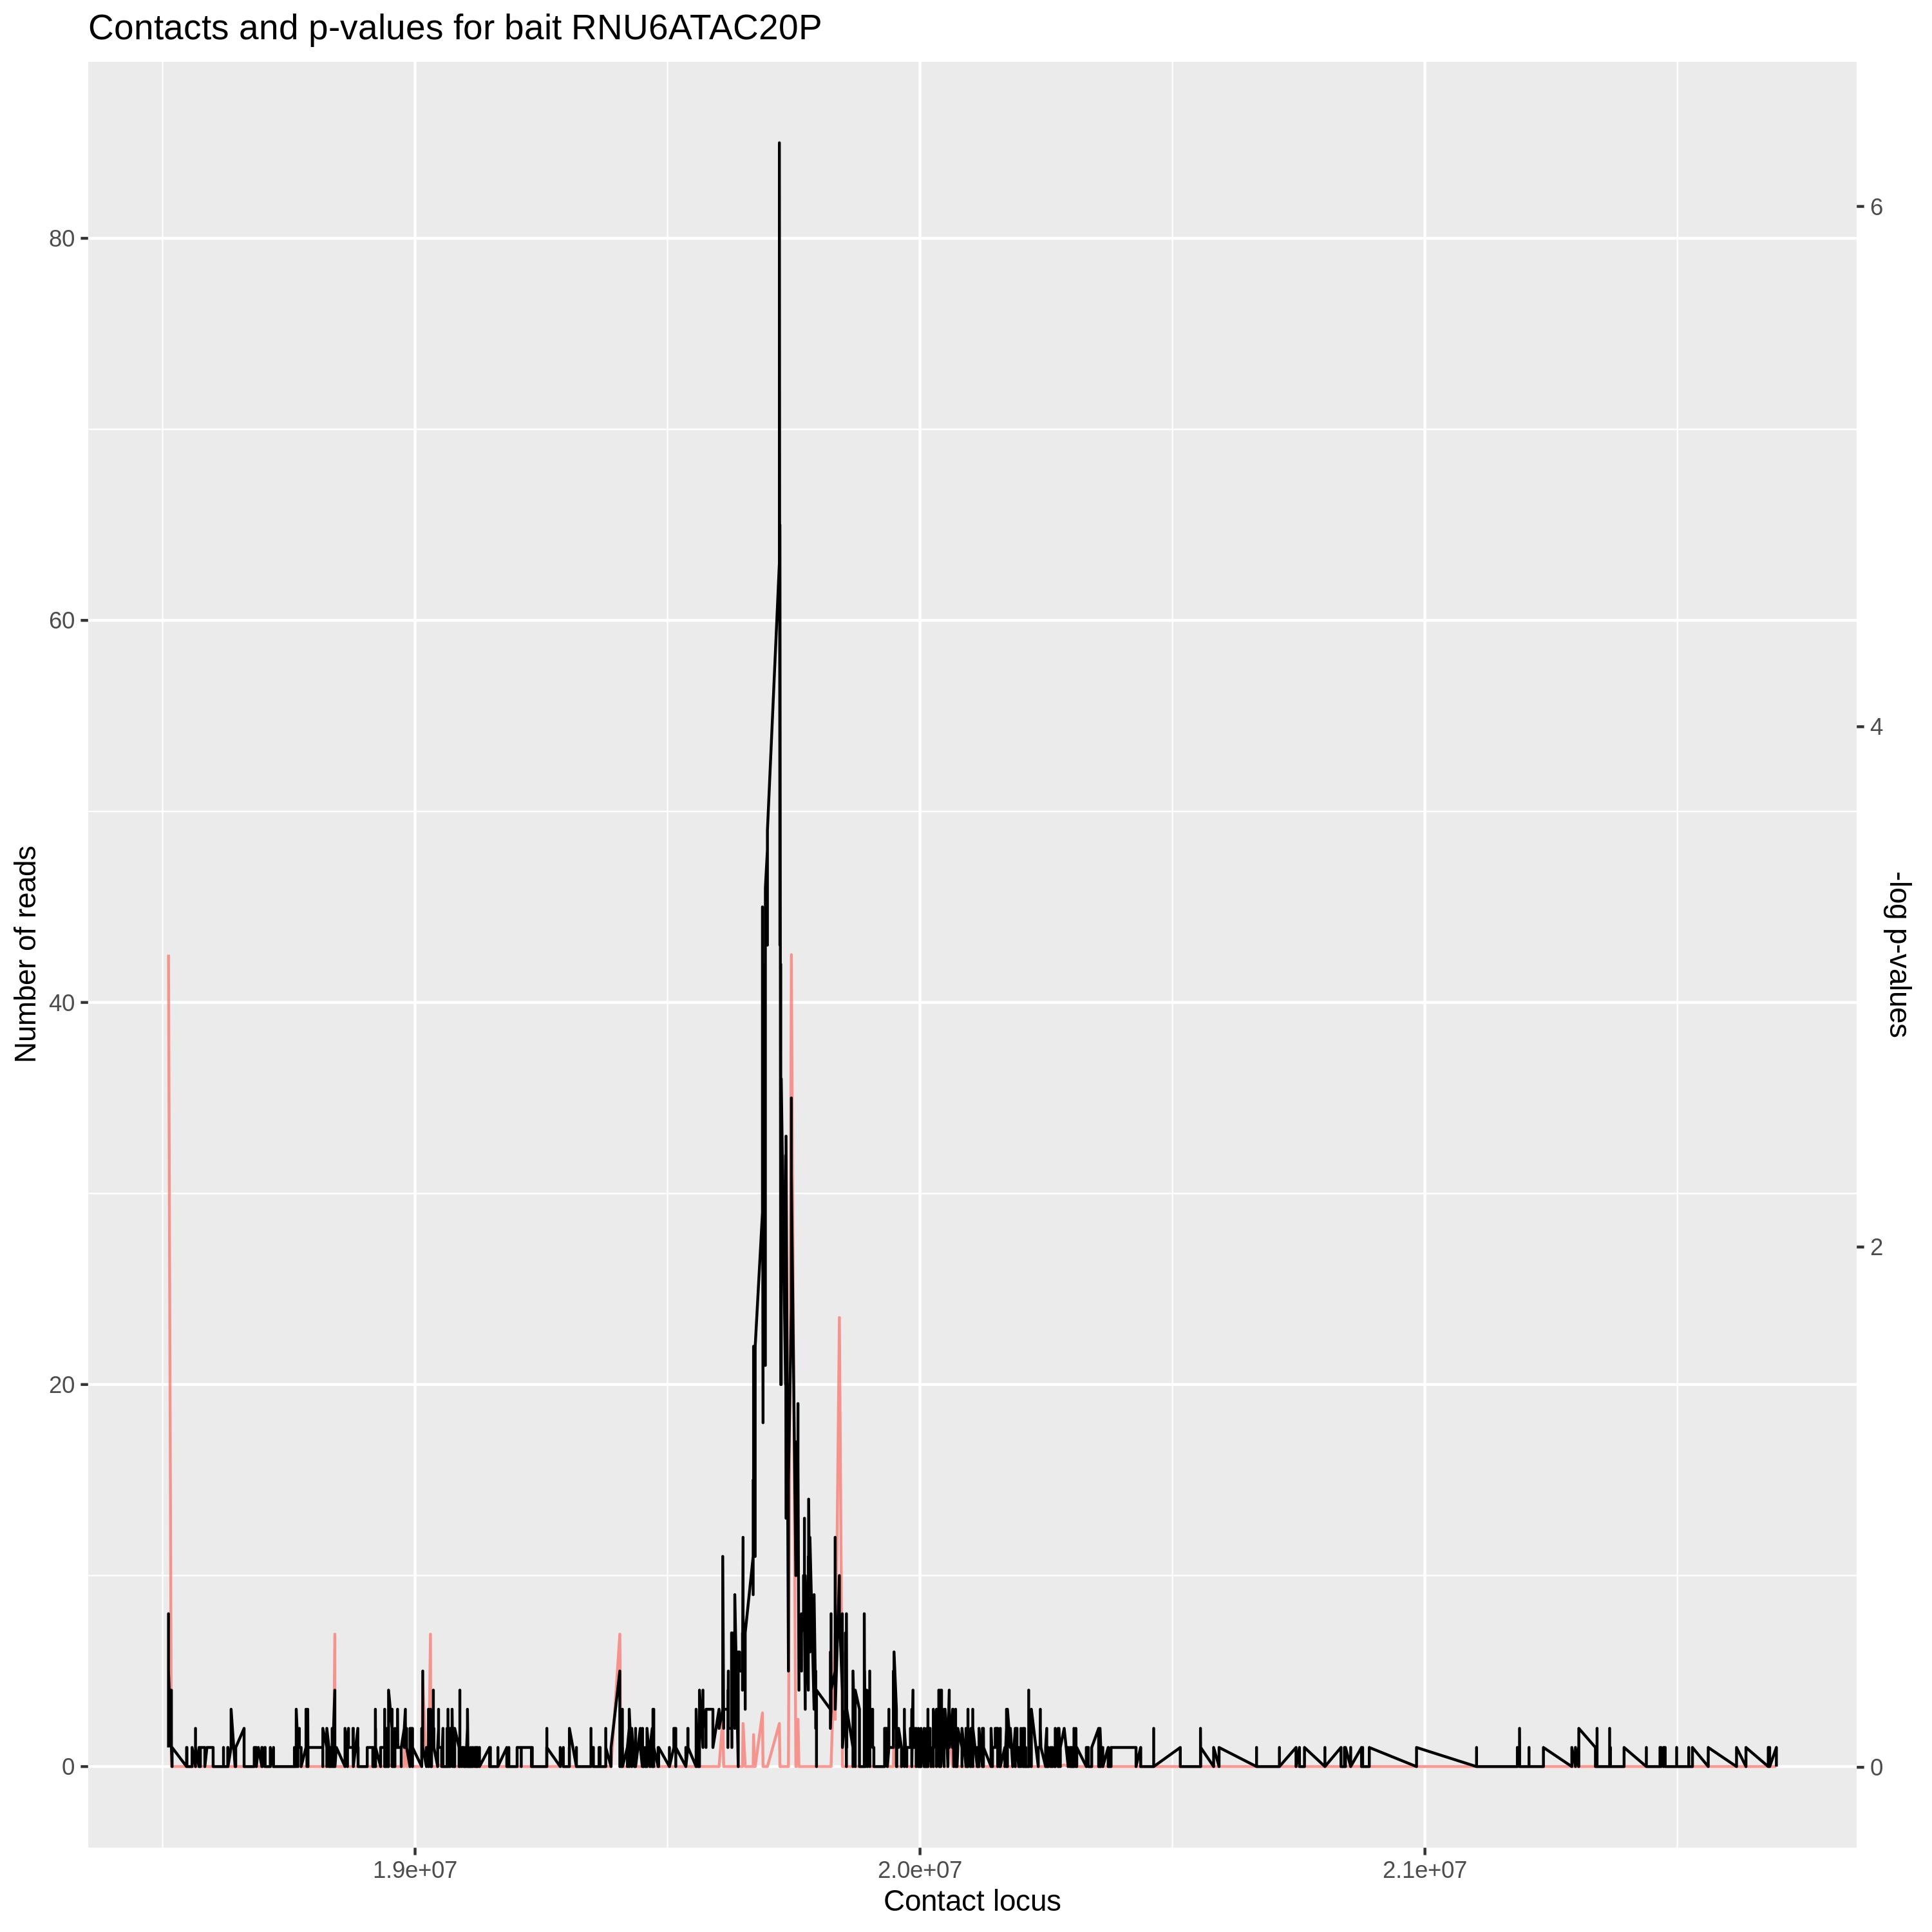 Contacts and p-values for bait RNU6ATAC20P
80
60
40
20
0
Number of reads
6
4
2
0
-log p-values
1.9e+07
2.0e+07
2.1e+07
Contact locus